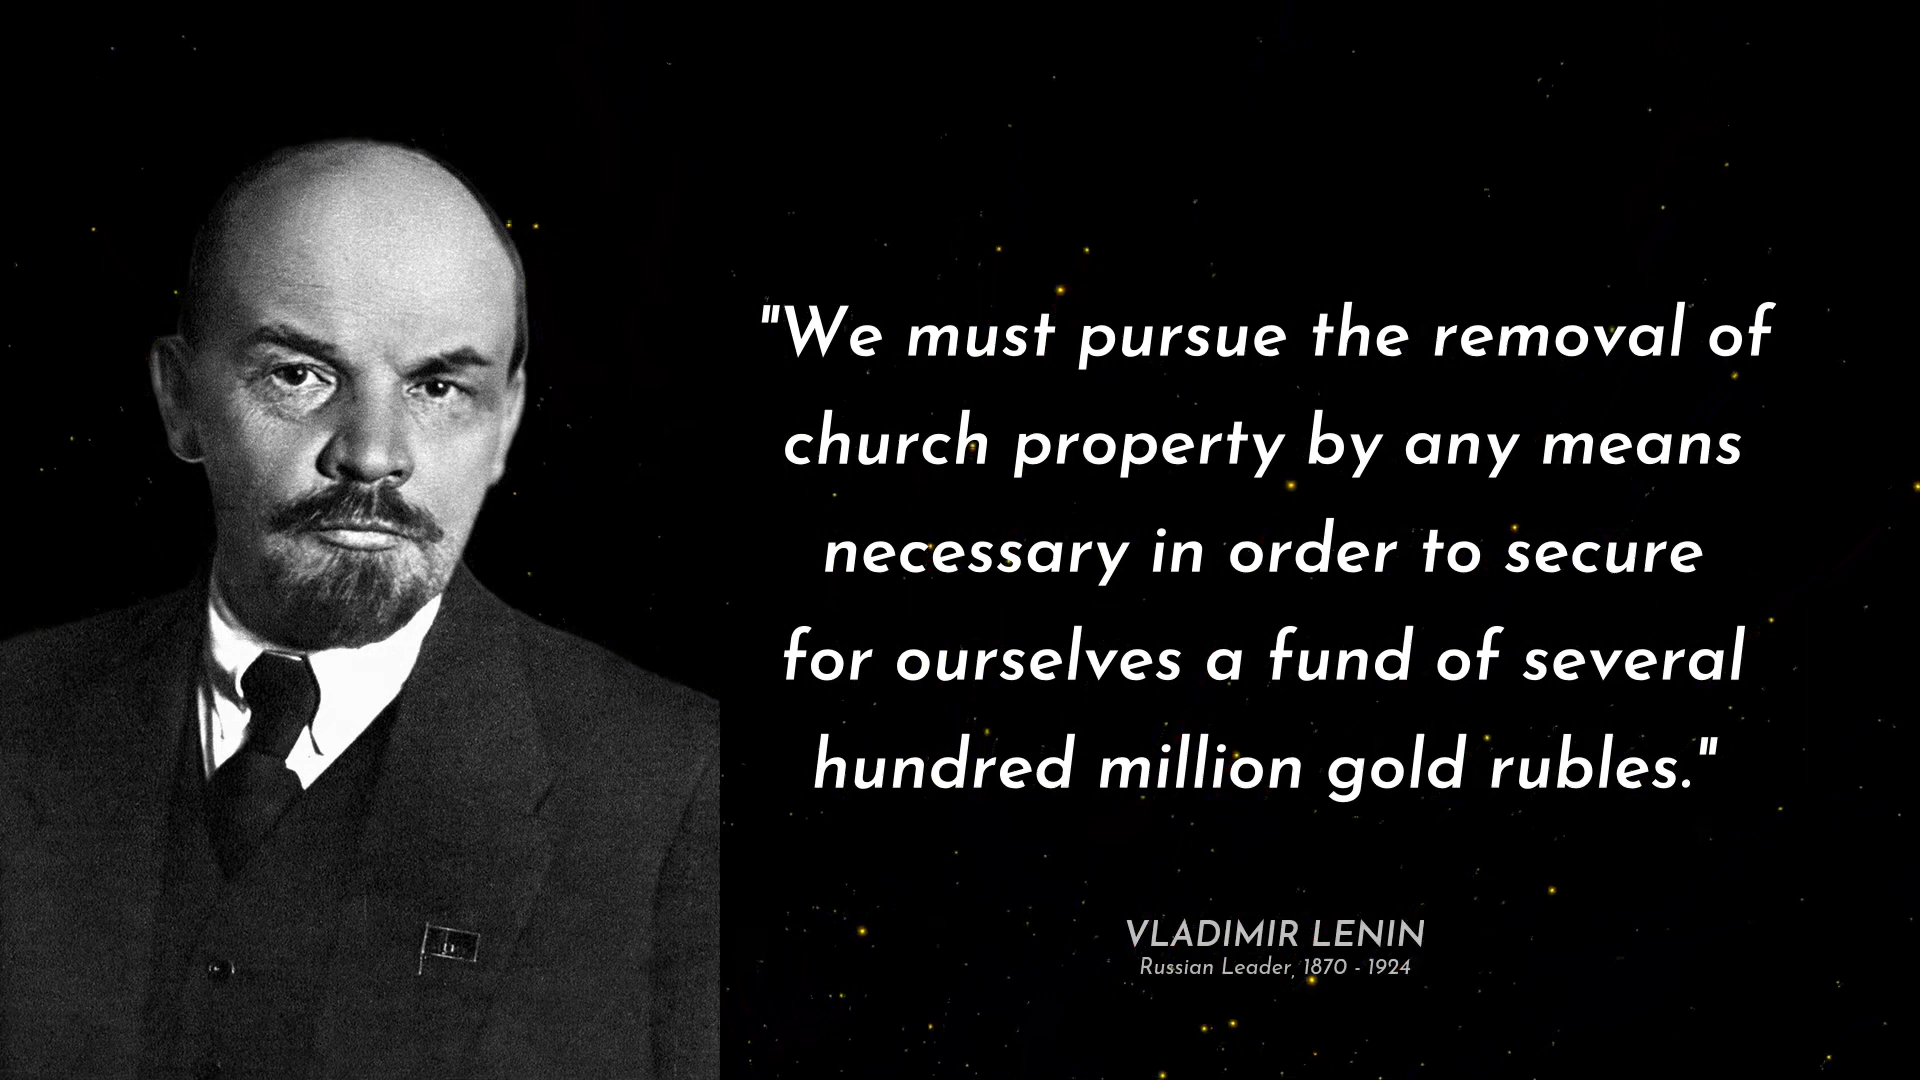 "We must pursue the removal of
church property by any means
necessary in order to secure
for ourselves a fund of several
hundred million gold rubles."
VLADIMIR LENIN
Russian Leader, 1870 - 1924